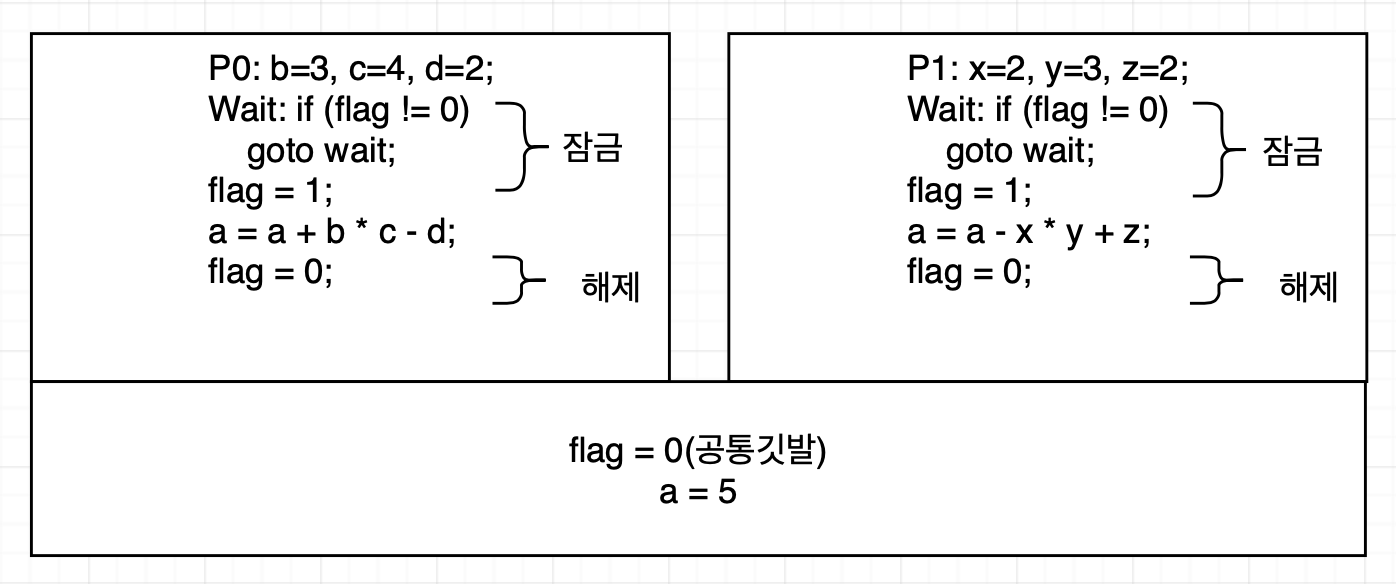 P0: b=3, c=4, d=2;
Wait: if (flag != 0)
goto wait;
flag = 1;
a = a + b * c - d;
flag = 0;
잠금
해제
P1: x=2, y=3, z=2;
Wait: if (flag != 0)
goto wait;
flag = 1;
a = a - x * y + z;
flag = 0;
잠금
해제
flag = 0(공통깃발)
a = 5